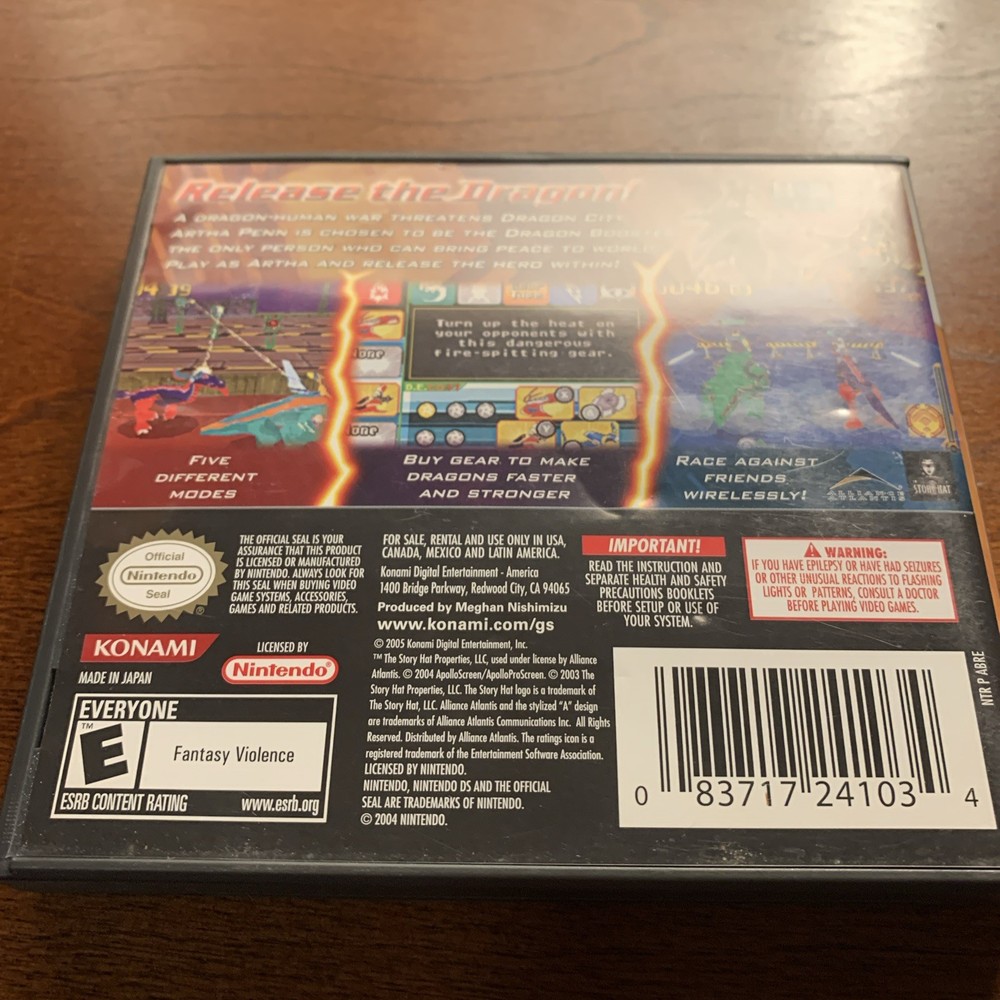 Release the Dragon!
A DRAGON-HUMAN WAR THREATENS DRAGON CITY
ARTHA PENN IS CHOSEN TO BE THE DRAGON BOOSTER
THE ONLY PERSON WHO CAN BRING PEACE TO WORLD
PLAY AS ARTHA AND RELEASE THE HERO WITHIN!
Turn up the heat on
your opponents with
this dangerous
fire-spitting gear.
FIVE
DIFFERENT
MODES
BUY GEAR TO MAKE
DRAGONS FASTER
AND STRONGER
RACE AGAINST
FRIENDS
WIRELESSLY!
ALLIANCE
ATLANTIS
STORY HAT
Official
Nintendo
Seal
®
THE OFFICIAL SEAL IS YOUR
ASSURANCE THAT THIS PRODUCT
IS LICENSED OR MANUFACTURED
BY NINTENDO. ALWAYS LOOK FOR
THIS SEAL WHEN BUYING VIDEO
GAME SYSTEMS, ACCESSORIES,
GAMES AND RELATED PRODUCTS.
KONAMI
LICENSED BY
Nintendo®
MADE IN JAPAN
EVERYONE
E
TM
Fantasy Violence
ESRB CONTENT RATING www.esrb.org
FOR SALE, RENTAL AND USE ONLY IN USA,
CANADA, MEXICO AND LATIN AMERICA.
Konami Digital Entertainment - America
1400 Bridge Parkway, Redwood City, CA 94065
Produced by Meghan Nishimizu
www.konami.com/gs
© 2005 Konami Digital Entertainment, Inc.
™ The Story Hat Properties, LLC, used under license by Alliance
Atlantis. © 2004 ApolloScreen/ApolloProScreen. © 2003 The
Story Hat Properties, LLC. The Story Hat logo is a trademark of
The Story Hat, LLC. Alliance Atlantis and the stylized "A" design
are trademarks of Alliance Atlantis Communications Inc. All Rights
Reserved. Distributed by Alliance Atlantis. The ratings icon is a
registered trademark of the Entertainment Software Association.
LICENSED BY NINTENDO.
NINTENDO, NINTENDO DS AND THE OFFICIAL
SEAL ARE TRADEMARKS OF NINTENDO.
© 2004 NINTENDO.
IMPORTANT!
READ THE INSTRUCTION AND
SEPARATE HEALTH AND SAFETY
PRECAUTIONS BOOKLETS
BEFORE SETUP OR USE OF
YOUR SYSTEM.
WARNING:
IF YOU HAVE EPILEPSY OR HAVE HAD SEIZURES
OR OTHER UNUSUAL REACTIONS TO FLASHING
LIGHTS OR PATTERNS, CONSULT A DOCTOR
BEFORE PLAYING VIDEO GAMES.
NTR P ABRE
0 83717 24103 4